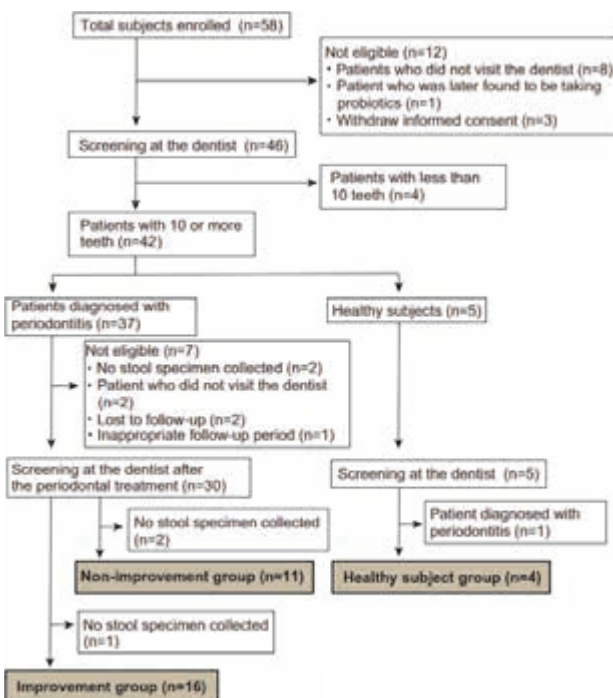 Total subjects enrolled (n=58)
Not eligible (n=12)
・Patients who did not visit the dentist (n=8)
・Patient who was later found to be taking
probiotics (n=1)
・Withdraw informed consent (n=3)
Screening at the dentist (n=46)
Patients with less than
10 teeth (n=4)
Patients with 10 or more
teeth (n=42)
Patients diagnosed with
periodontitis (n=37)
Healthy subjects (n=5)
Not eligible (n=7)
・No stool specimen collected (n=2)
・Patient who did not visit the dentist
(n=2)
・Lost to follow-up (n=2)
・Inappropriate follow-up period (n=1)
Screening at the dentist after
the periodontal treatment (n=30)
Screening at the dentist (n=5)
No stool specimen collected
(n=2)
Patient diagnosed with
periodontitis (n=1)
Non-improvement group (n=11)
Healthy subject group (n=4)
No stool specimen collected
(n=1)
Improvement group (n=16)